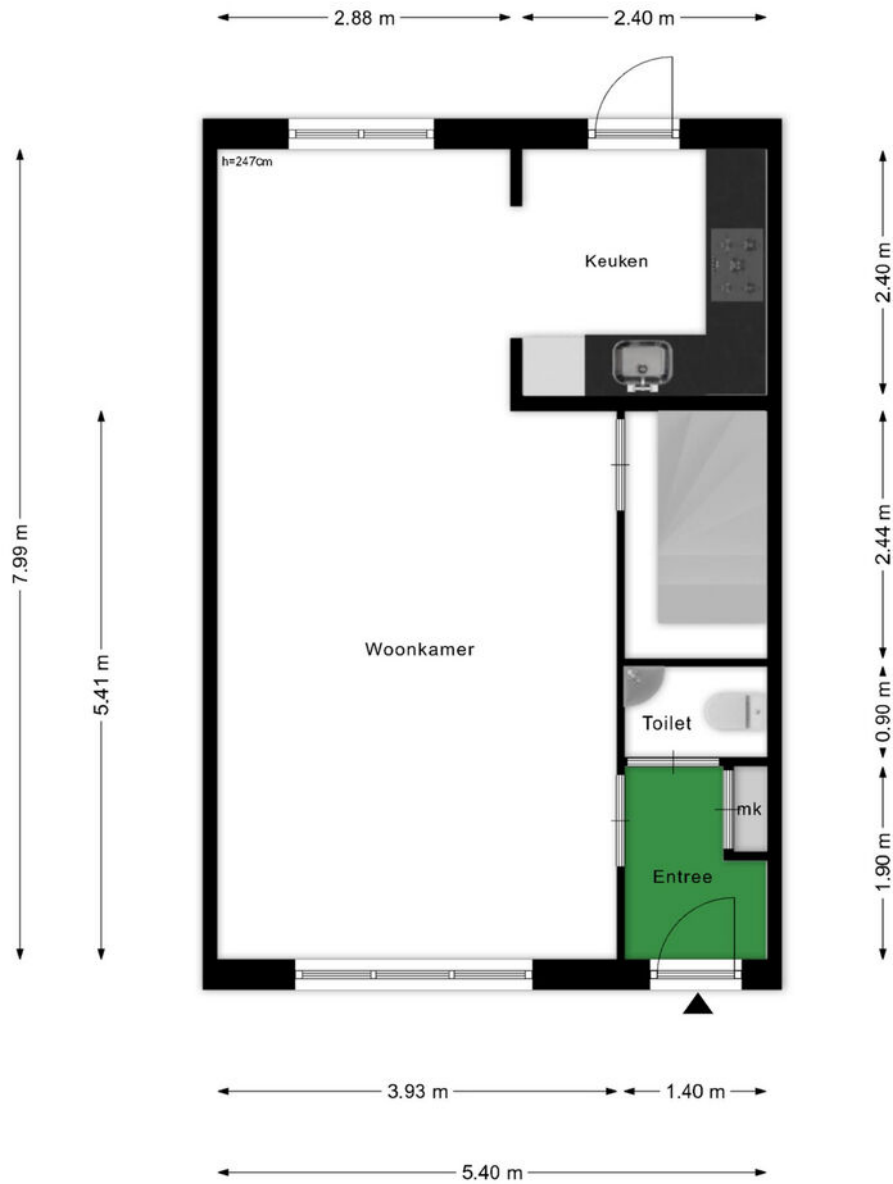 2.88 m
2.40 m
h=247cm
Keuken
2.40 m
7.99 m
5.41 m
2.44 m
Woonkamer
Toilet
0.90 m
mk
Entree
1.90 m
3.93 m
1.40 m
5.40 m